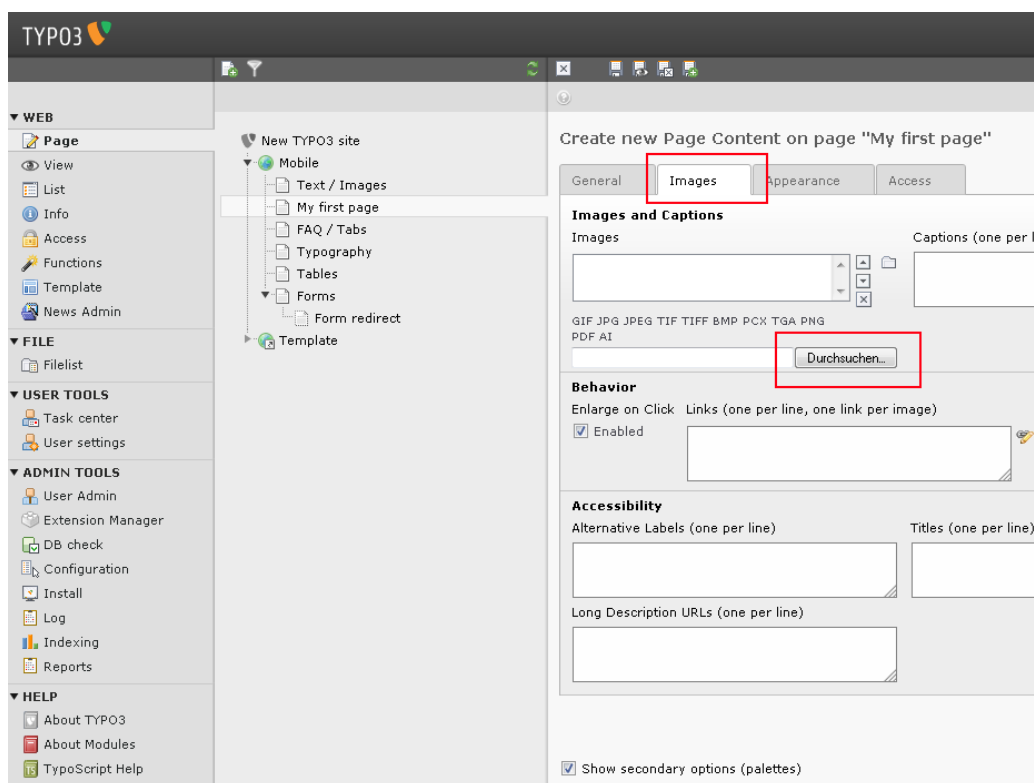 TYPO3
WEB
Page
View
List
Info
Access
Functions
Template
News Admin
FILE
Filelist
USER TOOLS
Task center
User settings
ADMIN TOOLS
User Admin
Extension Manager
DB check
Configuration
Install
Log
Indexing
Reports
HELP
About TYPO3
About Modules
TypoScript Help
New TYPO3 site
Mobile
Text / Images
My first page
FAQ / Tabs
Typography
Tables
Forms
Form redirect
Template
Create new Page Content on page "My first page"
General Images Appearance Access
Images and Captions
Images Captions (one per l
GIF JPG JPEG TIF TIFF BMP PCX TGA PNG
PDF AI
Durchsuchen...
Behavior
Enlarge on Click Links (one per line, one link per image)
Enabled
Accessibility
Alternative Labels (one per line) Titles (one per line)
Long Description URLs (one per line)
Show secondary options (palettes)